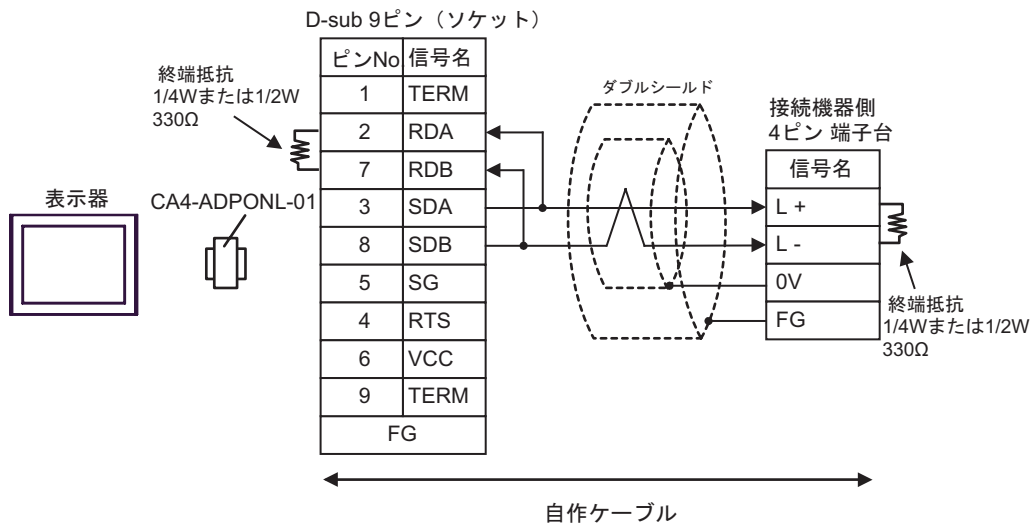 D-sub 9ピン（ソケット）
ピンNo. 信号名
1 TERM
2 RDA
7 RDB
3 SDA
8 SDB
5 SG
4 RTS
6 VCC
9 TERM
FG
終端抵抗
1/4Wまたは1/2W
330Ω
表示器
CA4-ADPONL-01
ダブルシールド
接続機器側
4ピン 端子台
信号名
L +
L -
0V
FG
終端抵抗
1/4Wまたは1/2W
330Ω
自作ケーブル